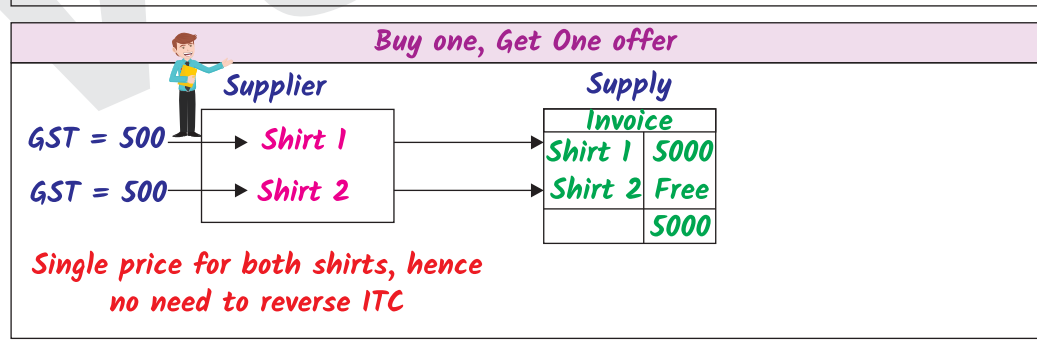 Buy one, Get One offer
Supplier
Supply
Invoice
GST = 500
Shirt 1
Shirt 1 5000
GST = 500
Shirt 2
Shirt 2 Free
5000
Single price for both shirts, hence
no need to reverse ITC